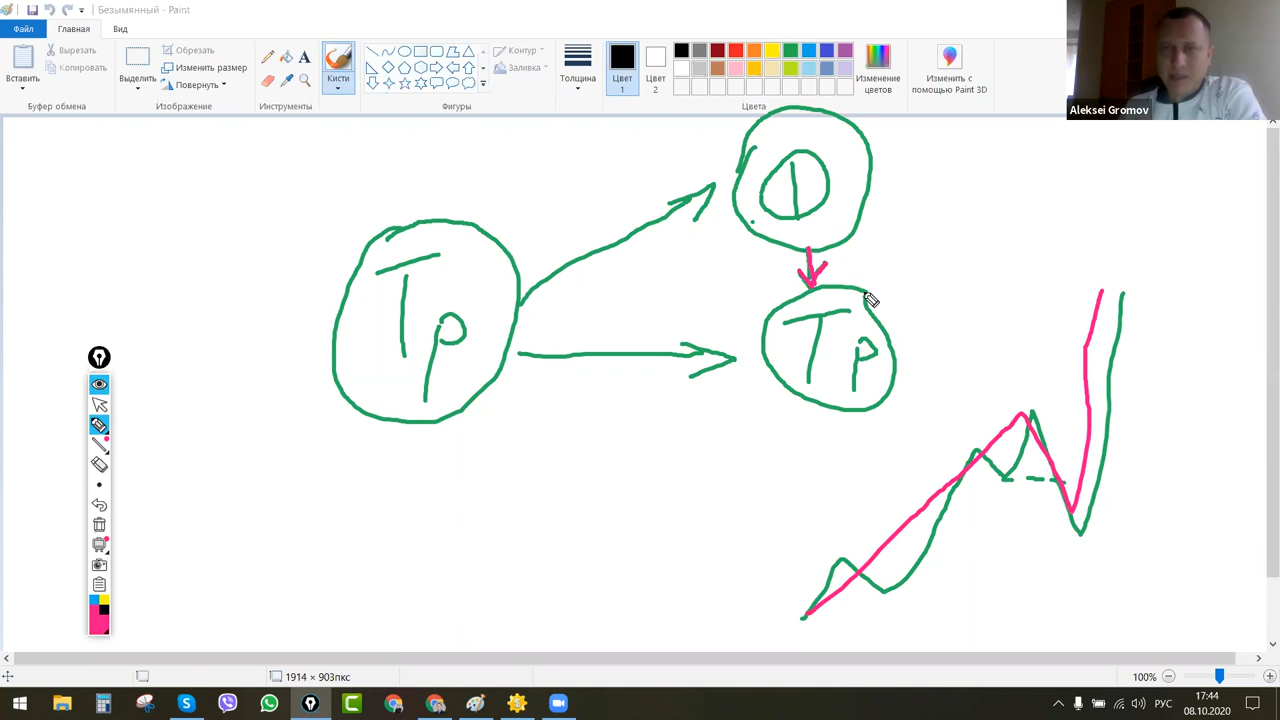 Безымянный - Paint
Файл
Главная
Вид
Вставить
Вырезать
Копировать
Буфер обмена
Выделить
Обрезать
Изменить размер
Повернуть
Изображение
A
Инструменты
Кисти
Контур
Заливка
Фигуры
Толщина
Цвет
1
Цвет
2
Цвета
Изменение
цветов
Изменить с
помощью Paint 3D
Aleksei Gromov
Tp
Tp
1914 × 903пкс
100%
РУС
17:44
08.10.2020